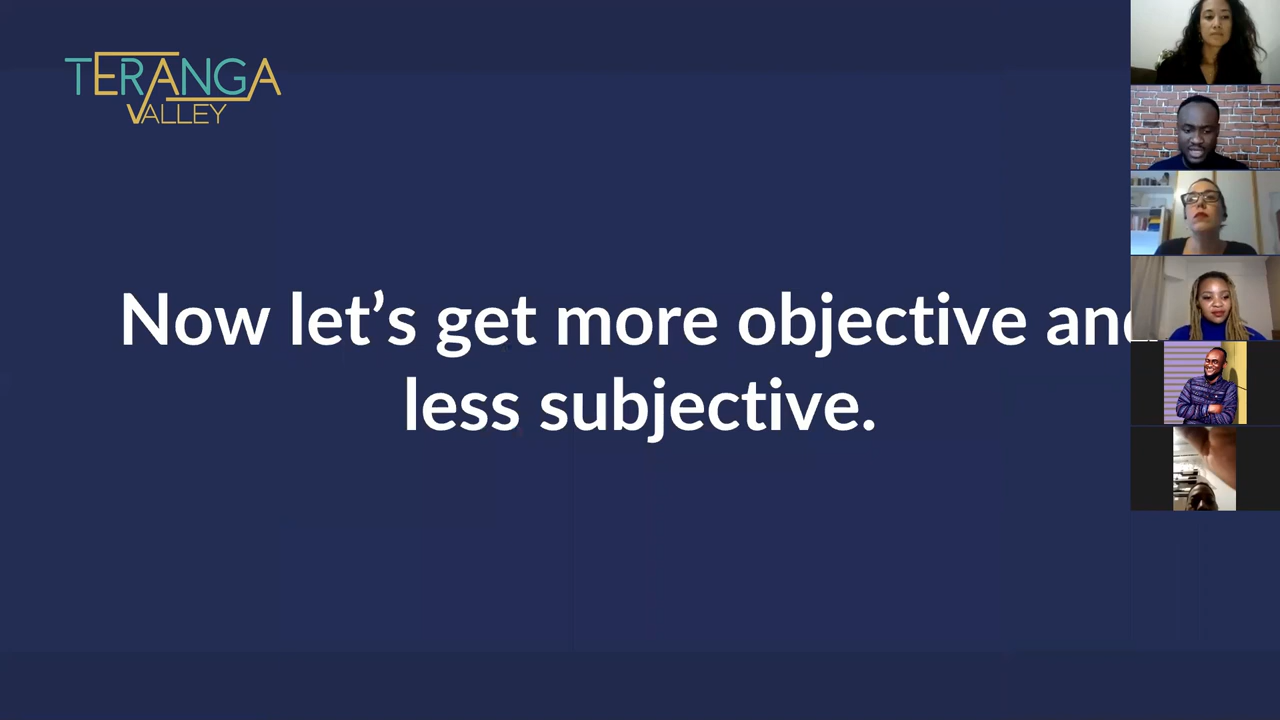 TERANGA
VALLEY
Now let’s get more objective and
less subjective.